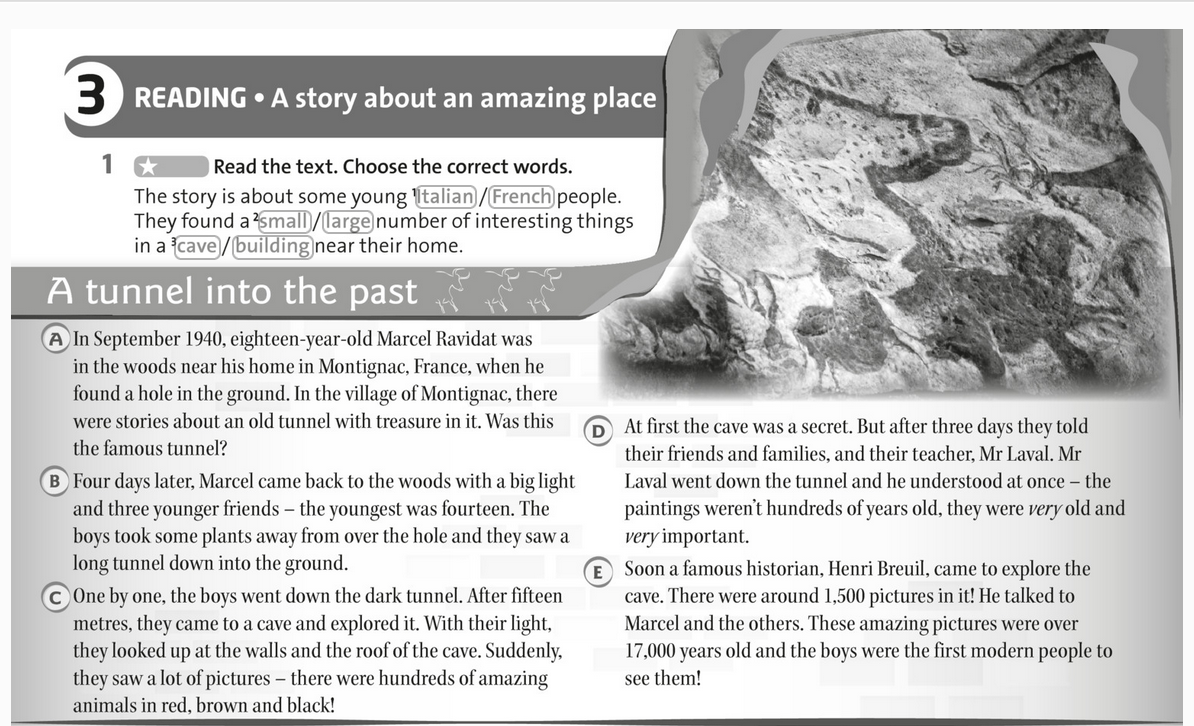 3 READING • A story about an amazing place
1 Read the text. Choose the correct words.
The story is about some young ¹Italian / French people.
They found a ²small / large number of interesting things
in a ³cave / building near their home.
A tunnel into the past
A In September 1940, eighteen-year-old Marcel Ravidat was
in the woods near his home in Montignac, France, when he
found a hole in the ground. In the village of Montignac, there
were stories about an old tunnel with treasure in it. Was this
the famous tunnel?
B Four days later, Marcel came back to the woods with a big light
and three younger friends – the youngest was fourteen. The
boys took some plants away from over the hole and they saw a
long tunnel down into the ground.
C One by one, the boys went down the dark tunnel. After fifteen
metres, they came to a cave and explored it. With their light,
they looked up at the walls and the roof of the cave. Suddenly,
they saw a lot of pictures – there were hundreds of amazing
animals in red, brown and black!
D At first the cave was a secret. But after three days they told
their friends and families, and their teacher, Mr Laval. Mr
Laval went down the tunnel and he understood at once – the
paintings weren't hundreds of years old, they were very old and
very important.
E Soon a famous historian, Henri Breuil, came to explore the
cave. There were around 1,500 pictures in it! He talked to
Marcel and the others. These amazing pictures were over
17,000 years old and the boys were the first modern people to
see them!